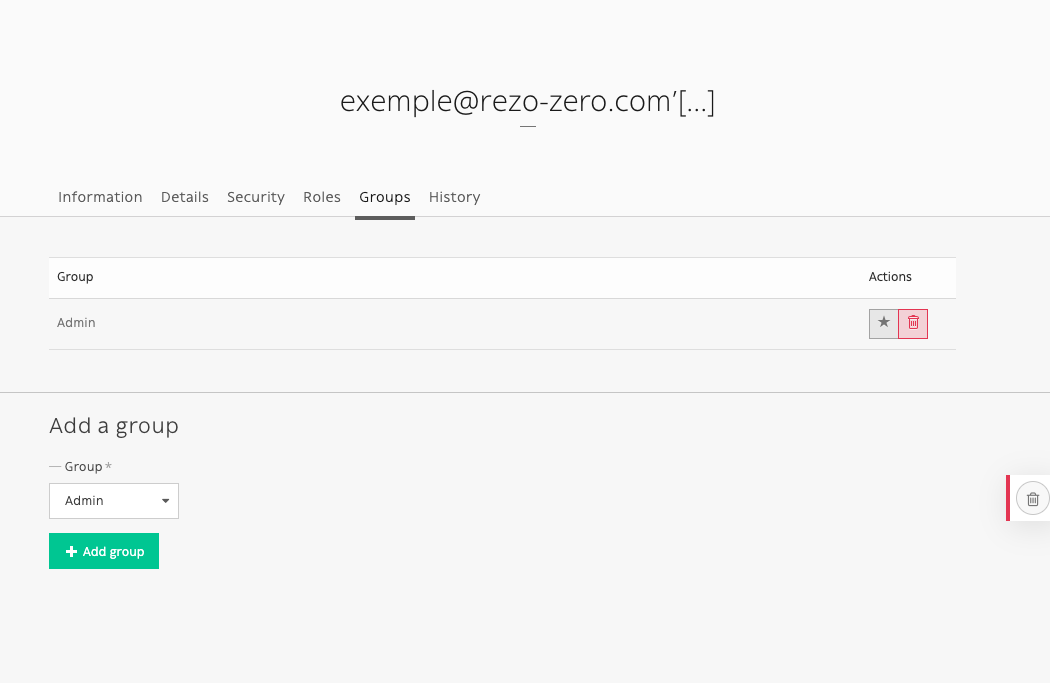 exemple@rezo-zero.com’[...]
Information Details Security Roles Groups History
Group Actions
Admin
Add a group
Group *
Admin
Add group